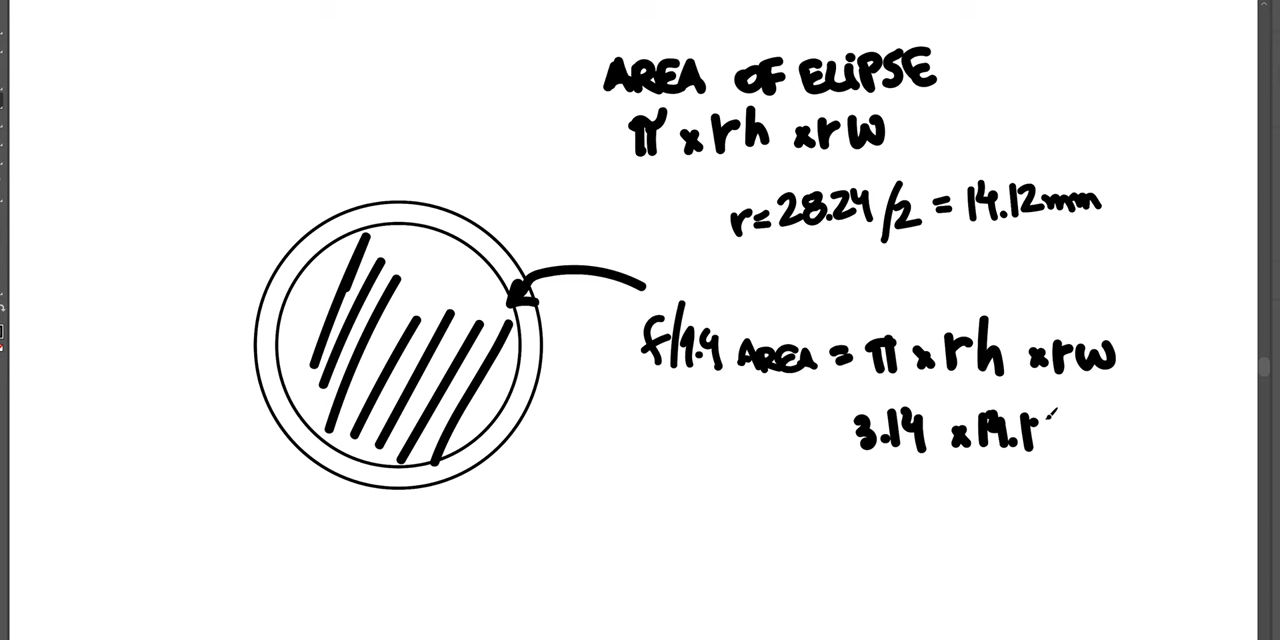 AREA OF ELIPSE
π × rh × rw
r = 28.24/2 = 14.12mm
f/1.4 AREA = π × rh × rw
3.14 × 14.1